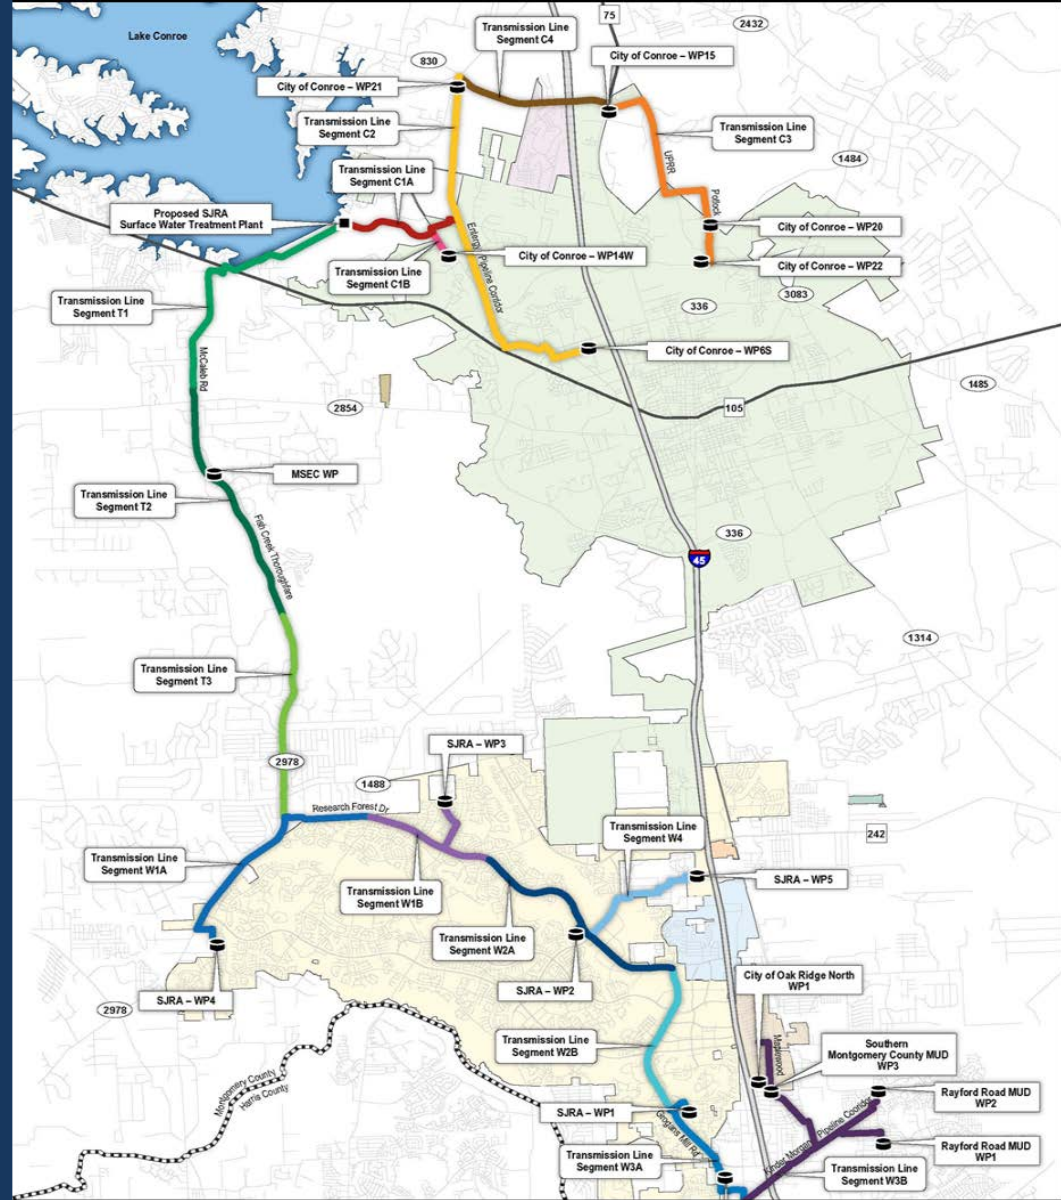 75
Transmission Line
Segment C4
2432
Lake Conroe
City of Conroe – WP15
830
City of Conroe – WP21
Transmission Line
Segment C2
Transmission Line
Segment C3
UPRR
1484
Transmission Line
Segment C1A
Pollock
Proposed SJRA
Surface Water Treatment Plant
City of Conroe – WP20
Entergy Pipeline Corridor
City of Conroe – WP14W
City of Conroe – WP22
Transmission Line
Segment C1B
3083
Transmission Line
Segment T1
336
McCaleb Rd
City of Conroe – WP6S
1485
2854
105
MSEC WP
Transmission Line
Segment T2
Fish Creek Thoroughfare
336
45
1314
Transmission Line
Segment T3
SJRA – WP3
2978
1488
Research Forest Dr
Transmission Line
Segment W4
242
Transmission Line
Segment W1A
SJRA – WP5
Transmission Line
Segment W1B
Transmission Line
Segment W2A
City of Oak Ridge North
WP1
SJRA – WP4
SJRA – WP2
2978
Transmission Line
Segment W2B
Maplewood
Southern
Montgomery County MUD
WP3
Montgomery County
Harris County
Rayford Road MUD
WP2
SJRA – WP1
Grogans Mill Rd
Kinder Morgan Pipeline Cooridor
Rayford Road MUD
WP1
Transmission Line
Segment W3A
Transmission Line
Segment W3B